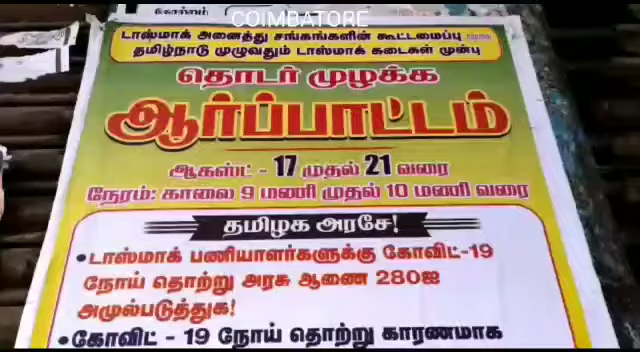 தோற்றம்
COIMBATORE
டாஸ்மாக் அனைத்து சங்கங்களின் கூட்டமைப்பு
தமிழ்நாடு முழுவதும் டாஸ்மாக் கடைகள் முன்பு
தொடர் முழக்க
ஆர்ப்பாட்டம்
ஆகஸ்ட் - 17 முதல் 21 வரை
நேரம்: காலை 9 மணி முதல் 10 மணி வரை
தமிழக அரசே!
•டாஸ்மாக் பணியாளர்களுக்கு கோவிட்-19
நோய் தொற்று அரசு ஆணை 280ஐ
அமுல்படுத்துக!
•கோவிட் - 19 நோய் தொற்று காரணமாக